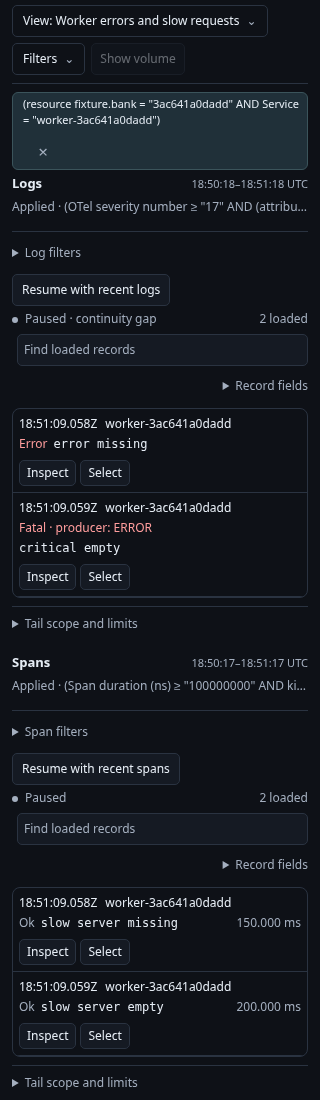 View: Worker errors and slow requests
Filters
Show volume
(resource fixture.bank = "3ac641a0dadd" AND Service
= "worker-3ac641a0dadd")
×
Logs
18:50:18–18:51:18 UTC
Applied · (OTel severity number ≥ "17" AND (attribu...
Log filters
Resume with recent logs
Paused · continuity gap
2 loaded
Find loaded records
Record fields
18:51:09.058Z worker-3ac641a0dadd
Error error missing
Inspect
Select
18:51:09.059Z worker-3ac641a0dadd
Fatal · producer: ERROR
critical empty
Inspect
Select
Tail scope and limits
Spans
18:50:17–18:51:17 UTC
Applied · (Span duration (ns) ≥ "100000000" AND ki...
Span filters
Resume with recent spans
Paused
2 loaded
Find loaded records
Record fields
18:51:09.058Z worker-3ac641a0dadd
Ok slow server missing 150.000 ms
Inspect
Select
18:51:09.059Z worker-3ac641a0dadd
Ok slow server empty 200.000 ms
Inspect
Select
Tail scope and limits